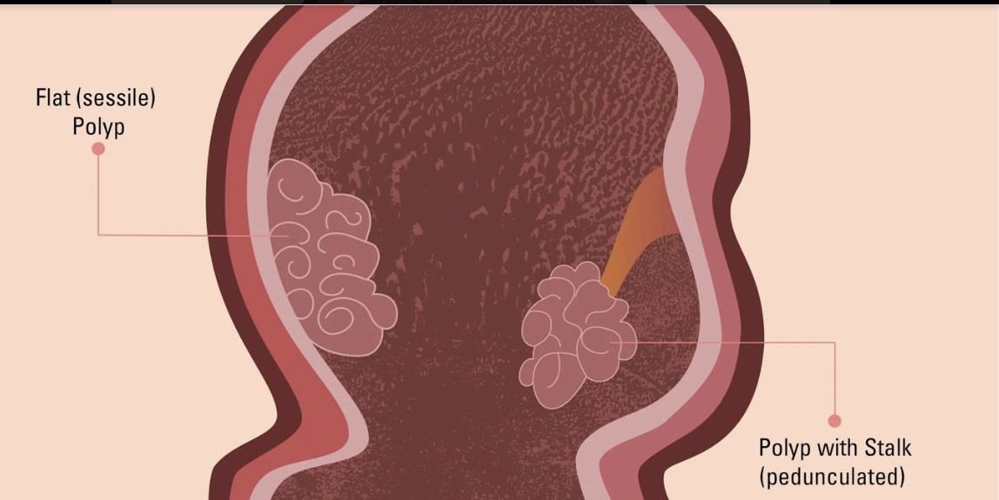 Flat (sessile)
Polyp
Polyp with Stalk
(pedunculated)